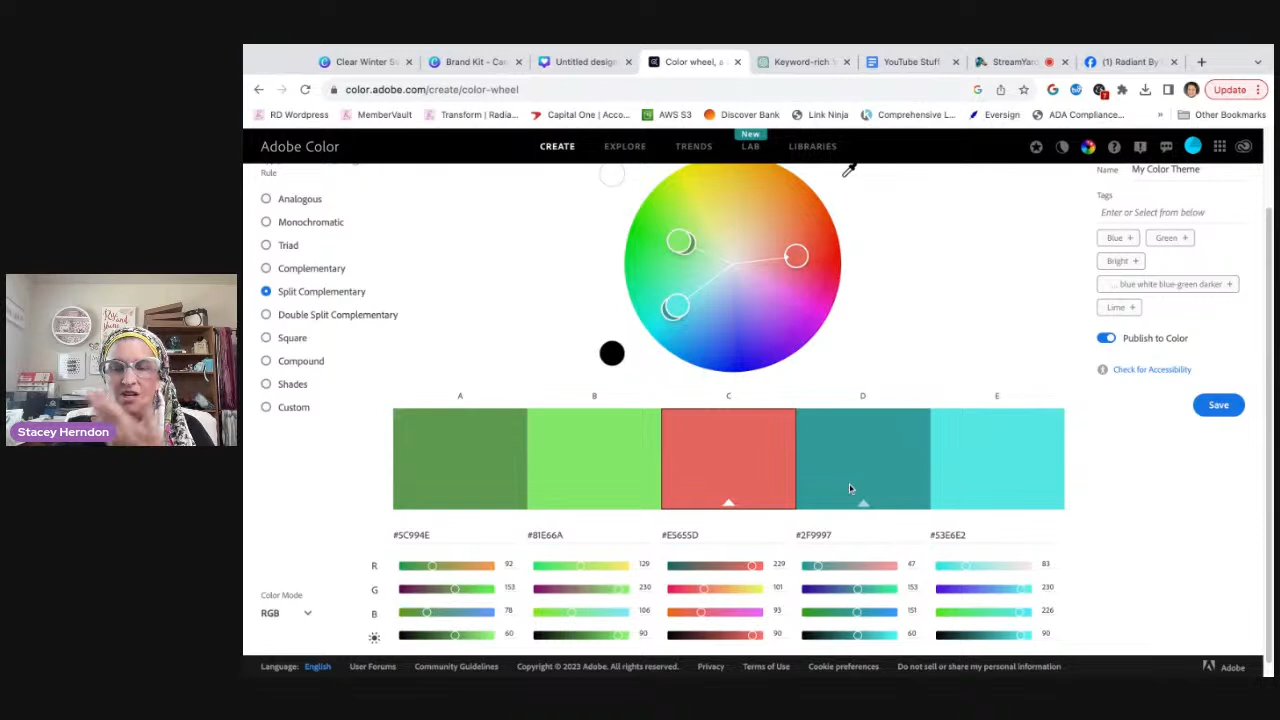 Clear Winter S
Brand Kit - Can
Untitled design
Color wheel, a
Keyword-rich
YouTube Stuff
StreamYar
(1) Radiant By
color.adobe.com/create/color-wheel
Update
RD Wordpress
MemberVault
Transform | Radia...
Capital One | Acco...
AWS S3
Discover Bank
Link Ninja
Comprehensive L...
Eversign
ADA Compliance...
»
Other Bookmarks
New
Adobe Color
CREATE
EXPLORE
TRENDS
LAB
LIBRARIES
Rule
Analogous
Monochromatic
Triad
Complementary
Split Complementary
Double Split Complementary
Square
Compound
Shades
Custom
Name
My Color Theme
Tags
Enter or Select from below
Blue +
Green +
Bright +
... blue white blue-green darker +
Lime +
Publish to Color
Check for Accessibility
Save
Stacey Herndon
A B C D E
#5C994E #81E66A #E5655D #2F9997 #53E6E2
R 92 129 229 47 83
G 153 230 101 153 230
B 78 106 93 151 226
60 90 90 60 90
Color Mode
RGB
Language: English
User Forums
Community Guidelines
Copyright © 2023 Adobe. All rights reserved.
Privacy
Terms of Use
Cookie preferences
Do not sell or share my personal information
Adobe